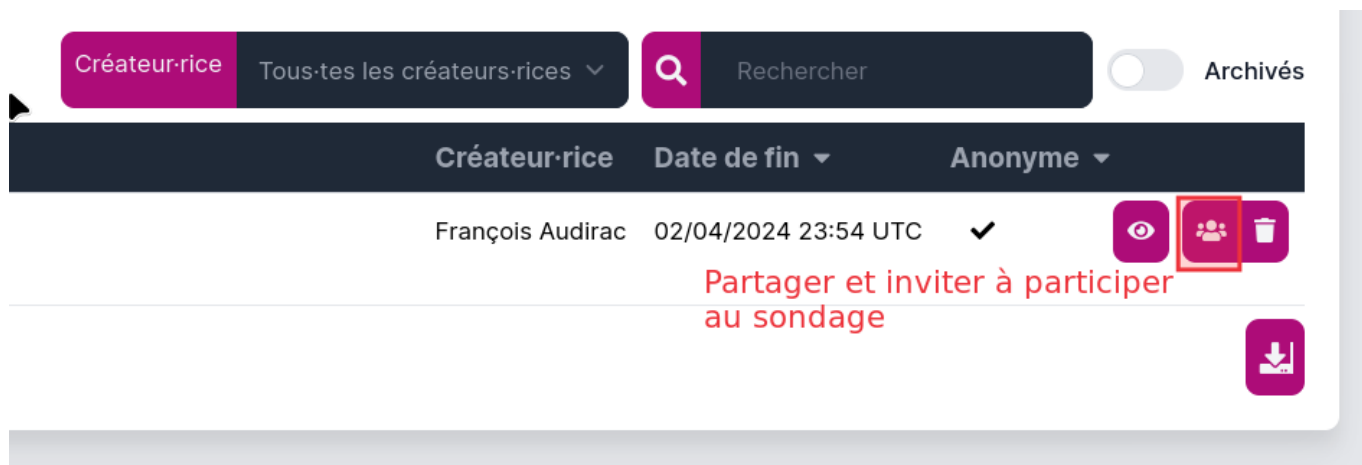 Créateur·rice Tous·tes les créateurs·rices Rechercher Archivés
Créateur·rice Date de fin Anonyme
François Audirac 02/04/2024 23:54 UTC
Partager et inviter à participer
au sondage